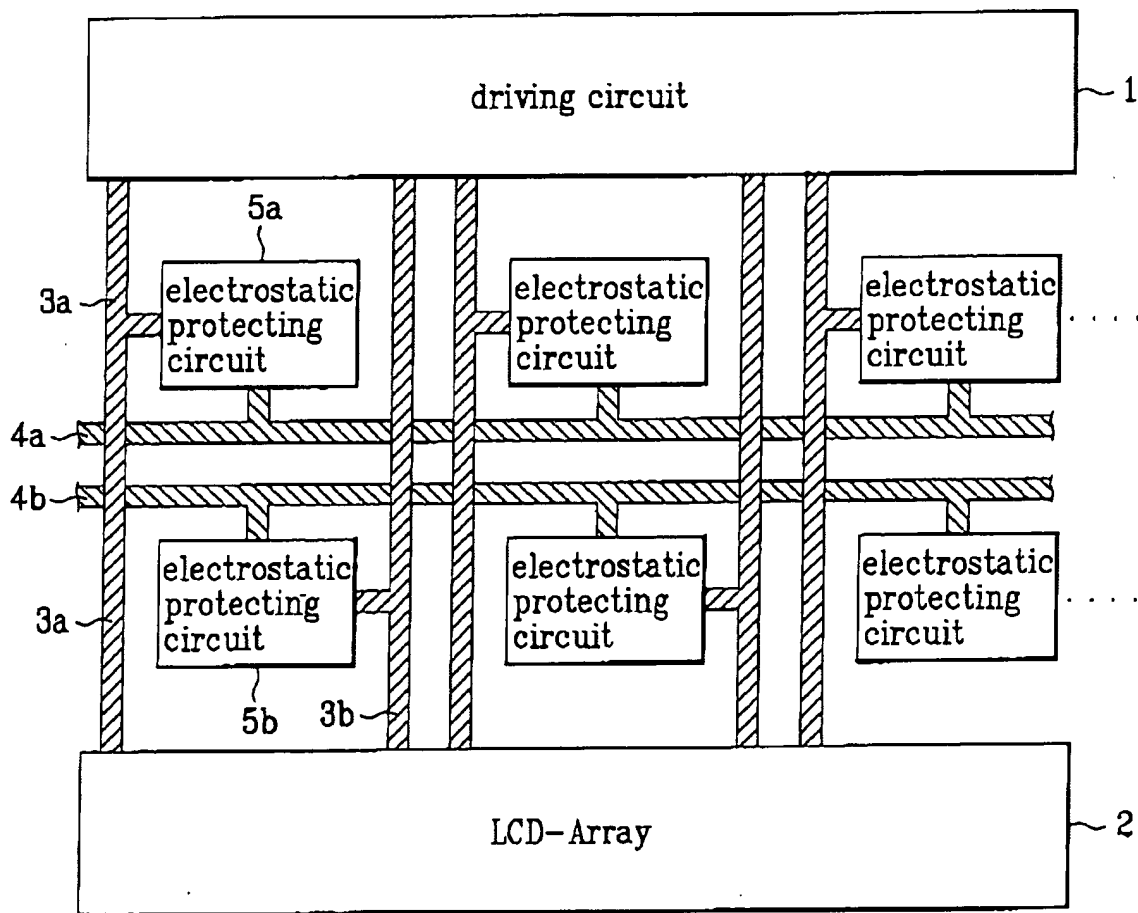 driving circuit
1
5a
3a
electrostatic
protecting
circuit
electrostatic
protecting
circuit
electrostatic
protecting
circuit
4a
4b
3a
electrostatic
protecting
circuit
electrostatic
protecting
circuit
electrostatic
protecting
circuit
5b
3b
LCD-Array
2